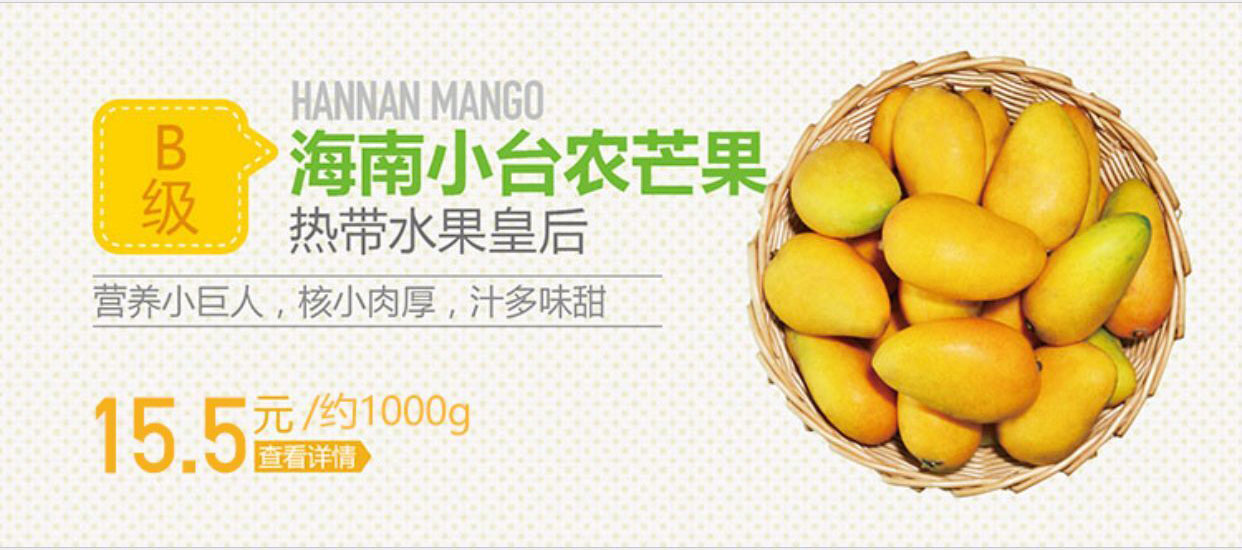 B
级
HANNAN MANGO
海南小台农芒果
热带水果皇后
营养小巨人，核小肉厚，汁多味甜
15.5元/约1000g
查看详情